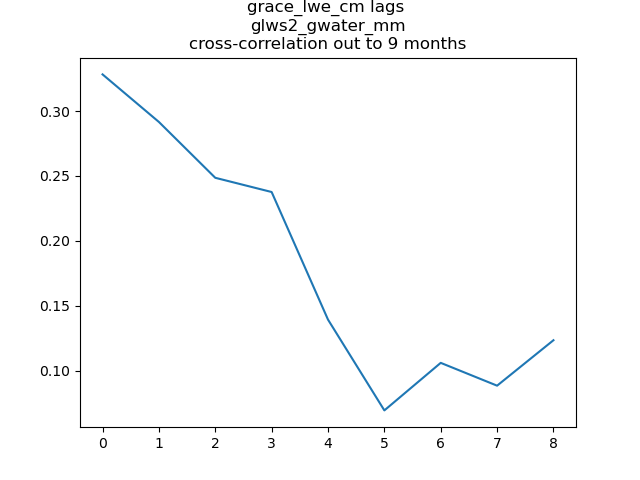 grace_lwe_cm lags
glws2_gwater_mm
cross-correlation out to 9 months
0.30
0.25
0.20
0.15
0.10
0 1 2 3 4 5 6 7 8